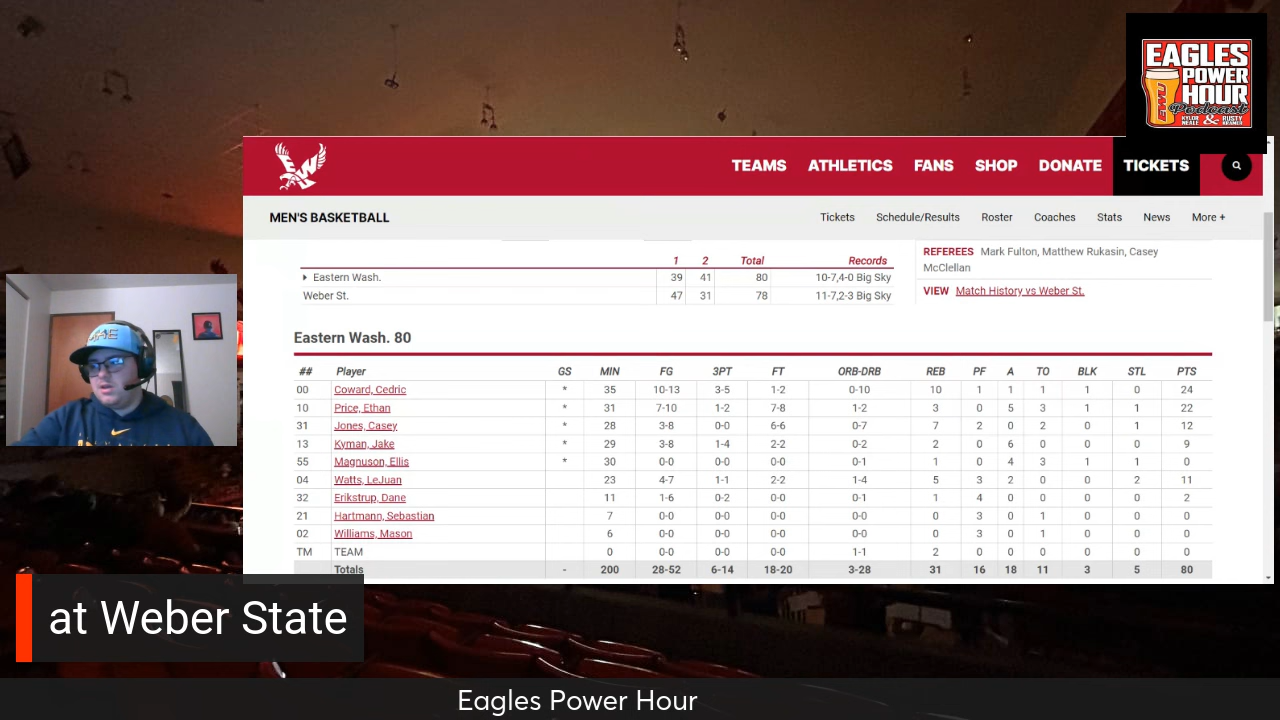 EAGLES
POWER
HOUR
Podcast
KYLOR NEALE & RUSTY KRAMER
TEAMS ATHLETICS FANS SHOP DONATE TICKETS
MEN'S BASKETBALL Tickets Schedule/Results Roster Coaches Stats News More +
1 2 Total Records
Eastern Wash. 39 41 80 10-7,4-0 Big Sky
Weber St. 47 31 78 11-7,2-3 Big Sky
REFEREES Mark Fulton, Matthew Rukasin, Casey
McClellan
VIEW Match History vs Weber St.
Eastern Wash. 80
## Player GS MIN FG 3PT FT ORB-DRB REB PF A TO BLK STL PTS
00 Coward, Cedric * 35 10-13 3-5 1-2 0-10 10 1 1 1 1 0 24
10 Price, Ethan * 31 7-10 1-2 7-8 1-2 3 0 5 3 1 1 22
31 Jones, Casey * 28 3-8 0-0 6-6 0-7 7 2 0 2 0 1 12
13 Kyman, Jake * 29 3-8 1-4 2-2 0-2 2 0 6 0 0 0 9
55 Magnuson, Ellis * 30 0-0 0-0 0-0 0-1 1 0 4 3 1 1 0
04 Watts, LeJuan 23 4-7 1-1 2-2 1-4 5 3 2 0 0 2 11
32 Erikstrup, Dane 11 1-6 0-2 0-0 0-1 1 4 0 0 0 0 2
21 Hartmann, Sebastian 7 0-0 0-0 0-0 0-0 0 3 0 1 0 0 0
02 Williams, Mason 6 0-0 0-0 0-0 0-0 0 3 0 1 0 0 0
TM TEAM 0 0-0 0-0 0-0 1-1 2 0 0 0 0 0 0
Totals - 200 28-52 6-14 18-20 3-28 31 16 18 11 3 5 80
at Weber State
Eagles Power Hour